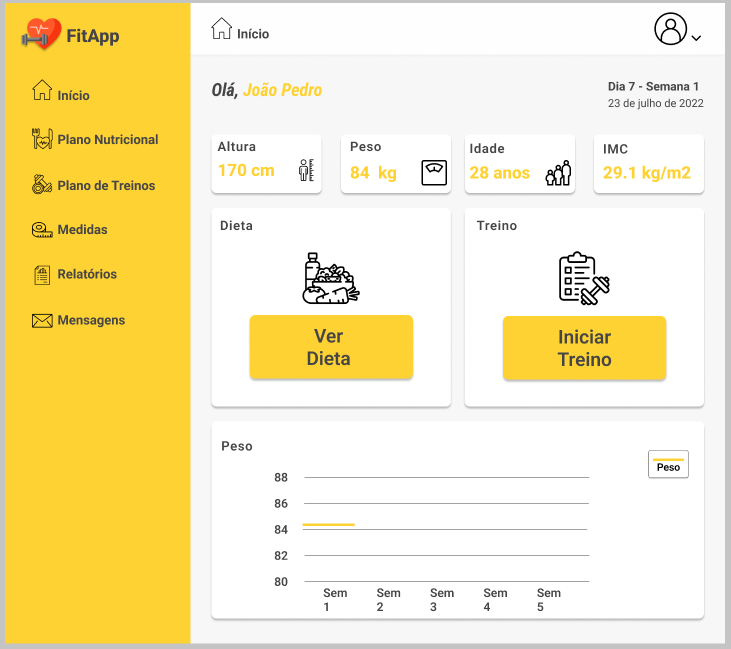 FitApp
Início
Plano Nutricional
Plano de Treinos
Medidas
Relatórios
Mensagens
Início
Olá, João Pedro
Dia 7 - Semana 1
23 de julho de 2022
Altura
170 cm
Peso
84 kg
Idade
28 anos
IMC
29.1 kg/m2
Dieta
Ver
Dieta
Treino
Iniciar
Treino
Peso
Peso
88
86
84
82
80
Sem 1
Sem 2
Sem 3
Sem 4
Sem 5